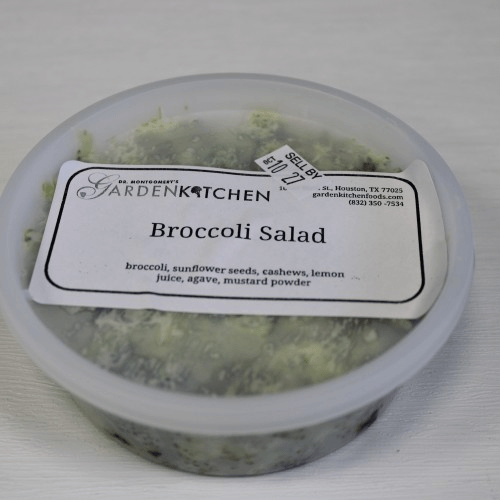 DR. MONTGOMERY'S
GARDENKITCHEN
SELL BY
10 27
St., Houston, TX 77025
gardenkitchenfoods.com
(832) 350 -7534
Broccoli Salad
broccoli, sunflower seeds, cashews, lemon
juice, agave, mustard powder